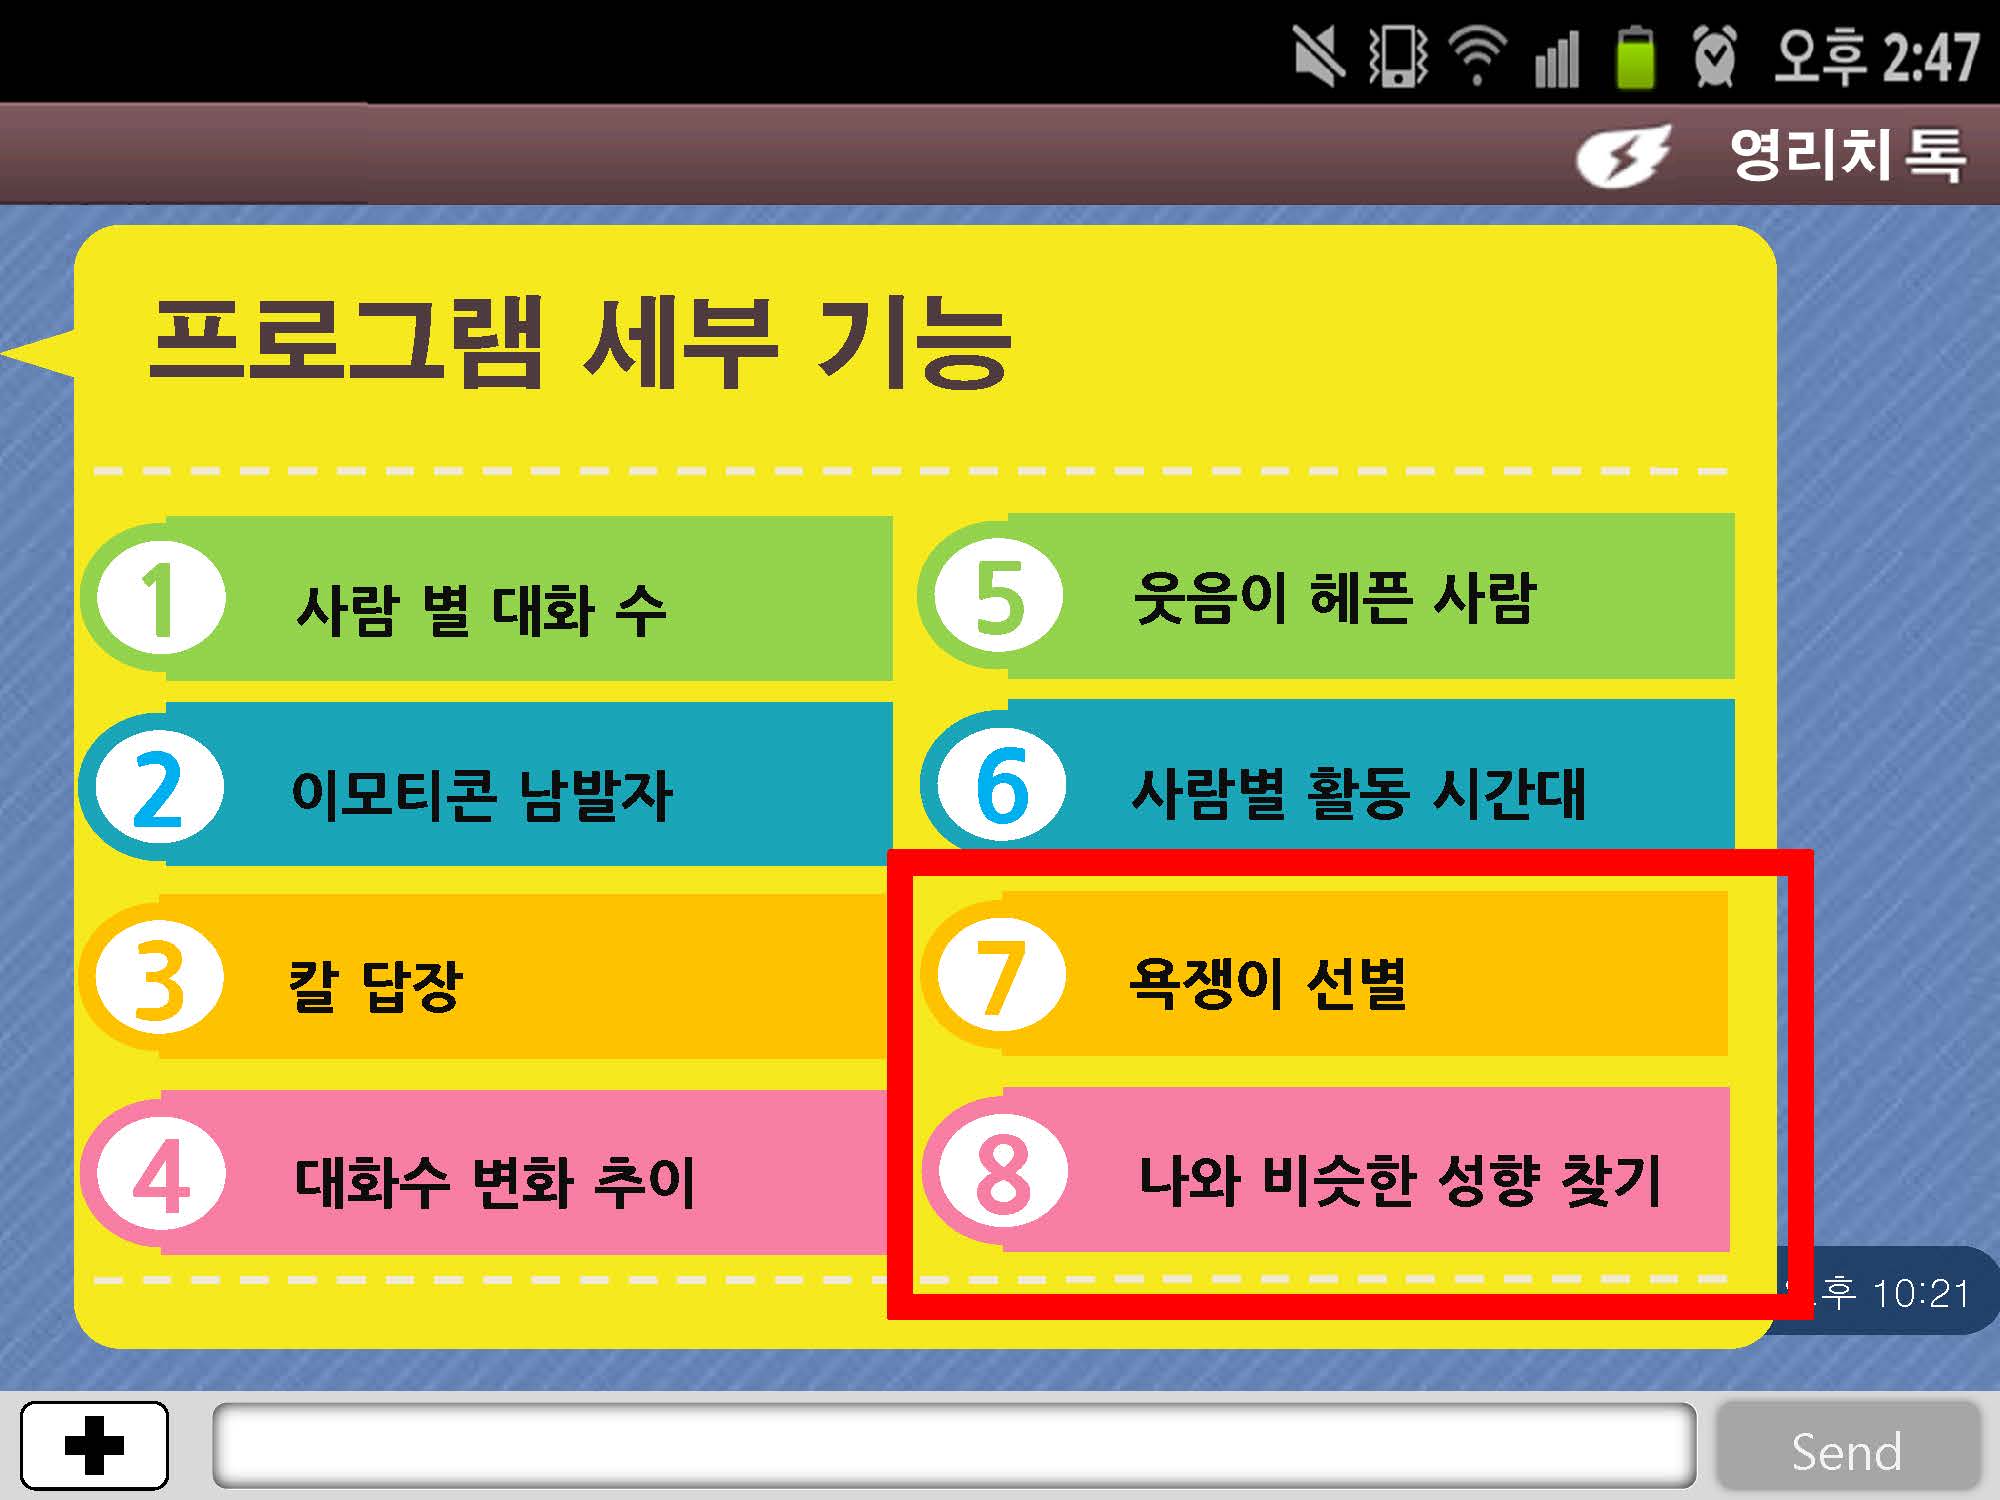 오후 2:47
영리치 톡
프로그램 세부 기능
1 사람 별 대화 수
2 이모티콘 남발자
3 칼 답장
4 대화수 변화 추이
5 웃음이 헤픈 사람
6 사람별 활동 시간대
7 욕쟁이 선별
8 나와 비슷한 성향 찾기
후 10:21
Send